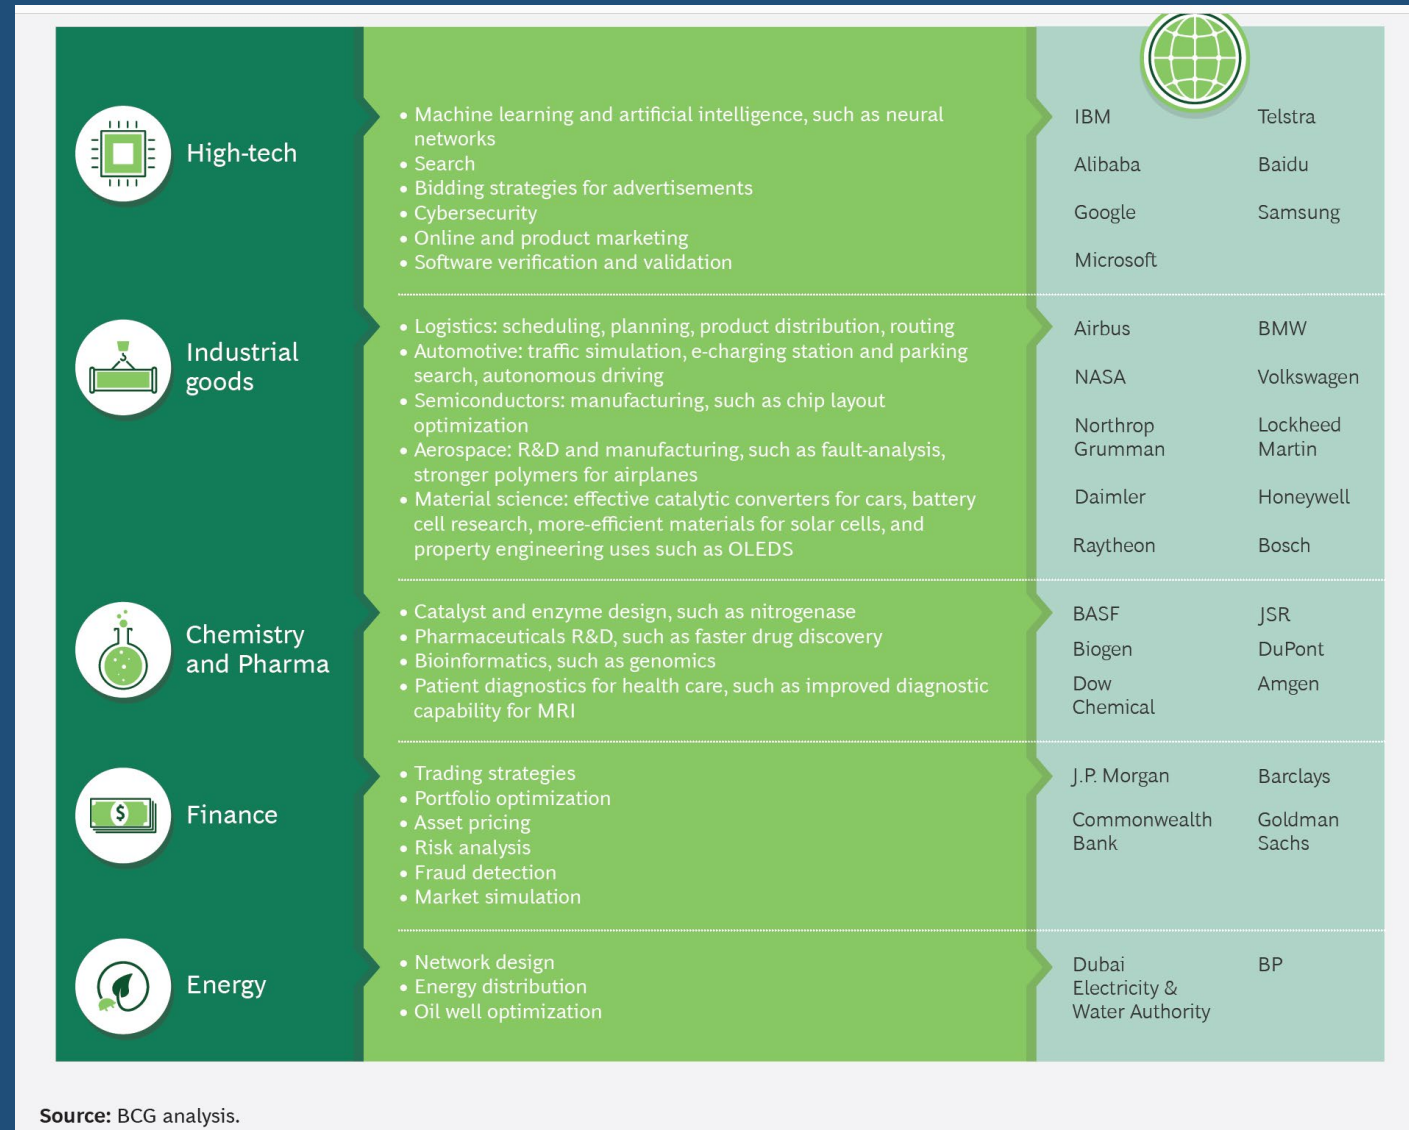 High-tech
• Machine learning and artificial intelligence, such as neural
networks
• Search
• Bidding strategies for advertisements
• Cybersecurity
• Online and product marketing
• Software verification and validation
IBM
Telstra
Alibaba
Baidu
Google
Samsung
Microsoft
Industrial
goods
• Logistics: scheduling, planning, product distribution, routing
• Automotive: traffic simulation, e-charging station and parking
search, autonomous driving
• Semiconductors: manufacturing, such as chip layout
optimization
• Aerospace: R&D and manufacturing, such as fault-analysis,
stronger polymers for airplanes
• Material science: effective catalytic converters for cars, battery
cell research, more-efficient materials for solar cells, and
property engineering uses such as OLEDS
Airbus
BMW
NASA
Volkswagen
Northrop
Grumman
Lockheed
Martin
Daimler
Honeywell
Raytheon
Bosch
Chemistry
and Pharma
• Catalyst and enzyme design, such as nitrogenase
• Pharmaceuticals R&D, such as faster drug discovery
• Bioinformatics, such as genomics
• Patient diagnostics for health care, such as improved diagnostic
capability for MRI
BASF
JSR
Biogen
DuPont
Dow
Chemical
Amgen
$
Finance
• Trading strategies
• Portfolio optimization
• Asset pricing
• Risk analysis
• Fraud detection
• Market simulation
J.P. Morgan
Barclays
Commonwealth
Bank
Goldman
Sachs
Energy
• Network design
• Energy distribution
• Oil well optimization
Dubai
Electricity &
Water Authority
BP
Source: BCG analysis.